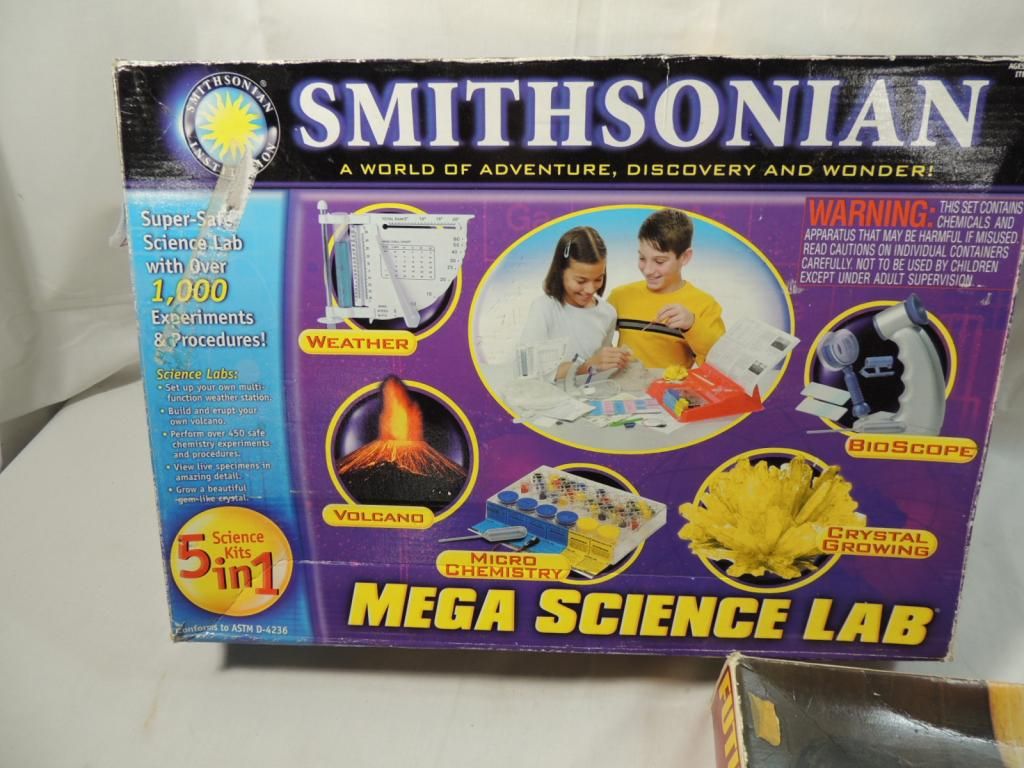 SMITHSONIAN
INSTITUTION
SMITHSONIAN
A WORLD OF ADVENTURE, DISCOVERY AND WONDER!
AGES
Super-Safe
Science Lab
with Over
1,000
Experiments
& Procedures!
Science Labs:
• Set up your own multi-
function weather station.
• Build and erupt your
own volcano.
• Perform over 450 safe
chemistry experiments
and procedures.
• View live specimens in
amazing detail.
• Grow a beautiful
gem-like crystal.
5 Science
Kits
in 1
Conforms to ASTM D-4236
WEATHER
VOLCANO
MICRO
CHEMISTRY
WARNING: THIS SET CONTAINS
CHEMICALS AND
APPARATUS THAT MAY BE HARMFUL IF MISUSED.
READ CAUTIONS ON INDIVIDUAL CONTAINERS
CAREFULLY. NOT TO BE USED BY CHILDREN
EXCEPT UNDER ADULT SUPERVISION.
BIOSCOPE
CRYSTAL
GROWING
MEGA SCIENCE LAB